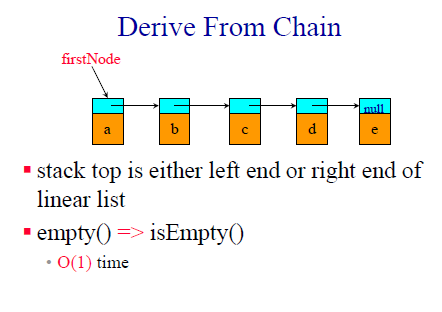 Derive From Chain
firstNode
null
a b c d e
▪ stack top is either left end or right end of
linear list
▪ empty() => isEmpty()
• O(1) time